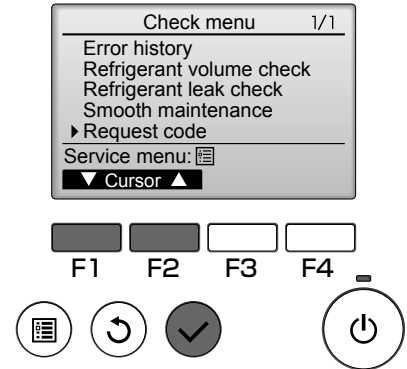 Check menu 1/1
Error history
Refrigerant volume check
Refrigerant leak check
Smooth maintenance
Request code
Service menu:
▼ Cursor ▲
F1 F2 F3 F4